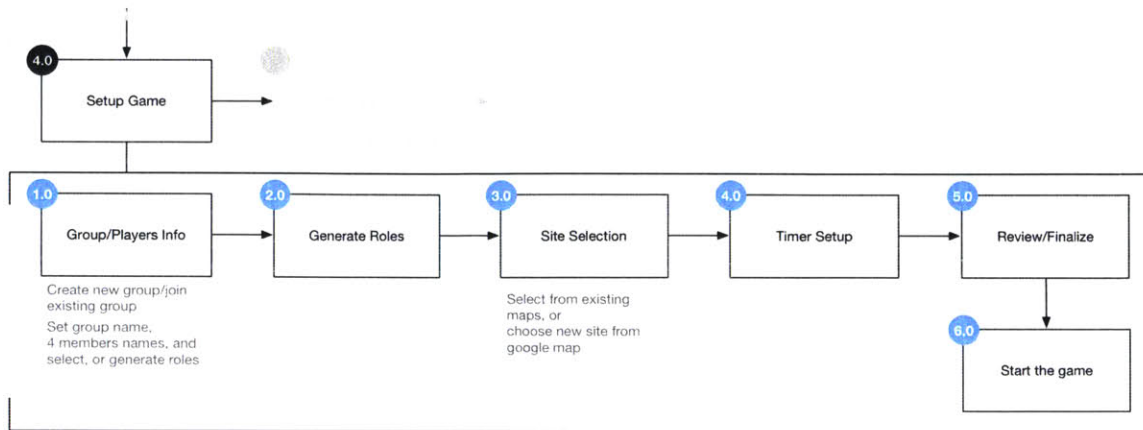 4.0
Setup Game
1.0
Group/Players Info
2.0
Generate Roles
3.0
Site Selection
4.0
Timer Setup
5.0
Review/Finalize
Create new group/join
existing group
Set group name,
4 members names, and
select, or generate roles
Select from existing
maps, or
choose new site from
google map
6.0
Start the game